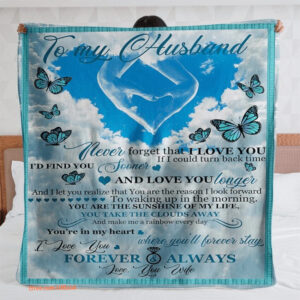 To my Husband
Never forget that I LOVE YOU
If I could turn back time
I'D FIND YOU Sooner
AND LOVE YOU longer
And I let you realize that You are the reason I look forward
To waking up in the morning.
YOU ARE THE SUNSHINE OF MY LIFE,
YOU TAKE THE CLOUDS AWAY
And make me a rainbow every day
You're in my heart
where you'll forever stay
I Love You
FOREVER & ALWAYS
Love You Wife